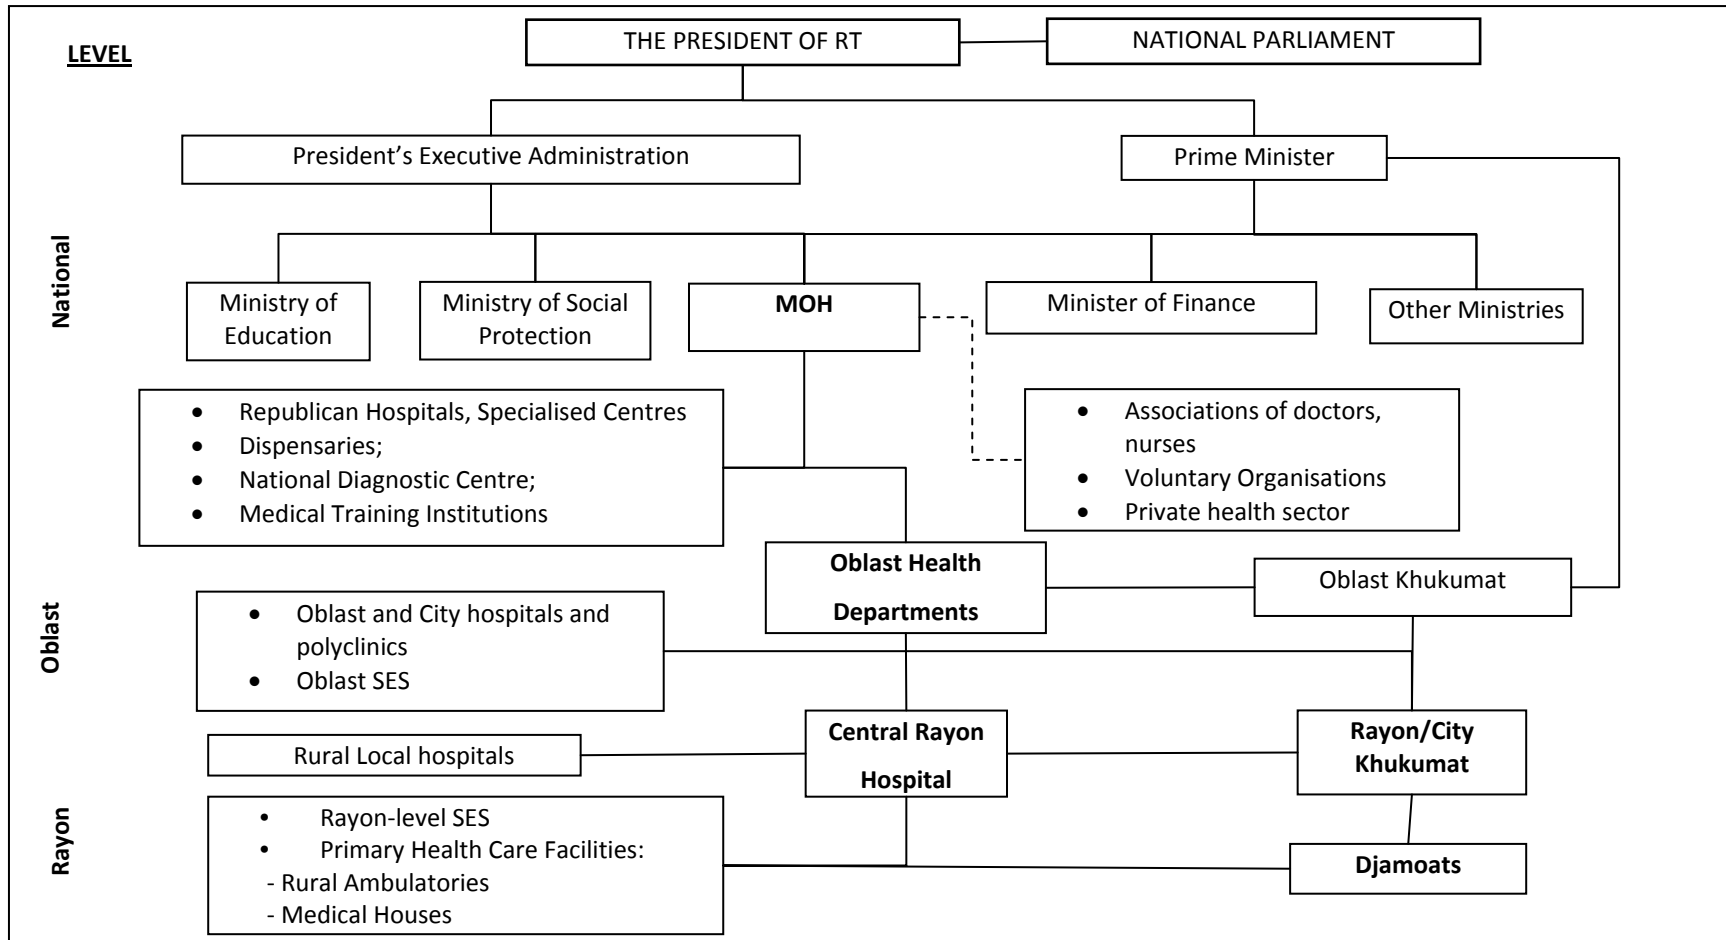 LEVEL
THE PRESIDENT OF RT
NATIONAL PARLIAMENT
President's Executive Administration
Prime Minister
National
Ministry of
Education
Ministry of Social
Protection
MOH
Minister of Finance
Other Ministries
• Republican Hospitals, Specialised Centres
• Dispensaries;
• National Diagnostic Centre;
• Medical Training Institutions
• Associations of doctors,
nurses
• Voluntary Organisations
• Private health sector
Oblast Health
Departments
Oblast Khukumat
Oblast
• Oblast and City hospitals and
polyclinics
• Oblast SES
Central Rayon
Hospital
Rayon/City
Khukumat
Rural Local hospitals
Rayon
• Rayon-level SES
• Primary Health Care Facilities:
- Rural Ambulatories
- Medical Houses
Djamoats